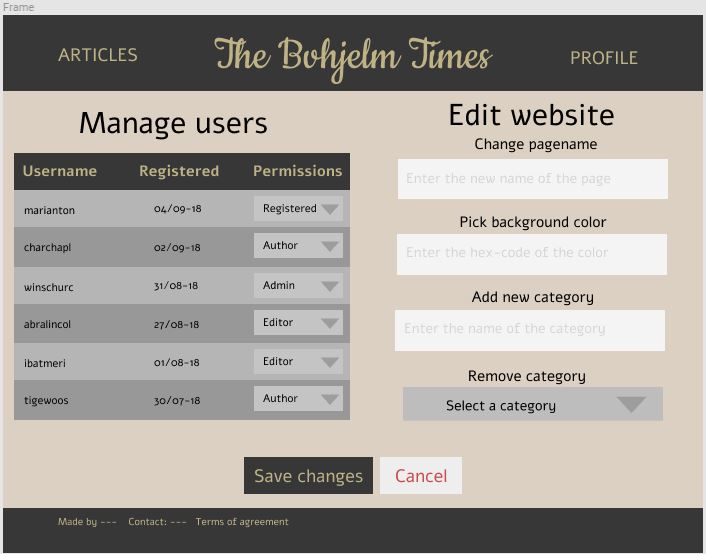 Frame
ARTICLES The Bohjelm Times PROFILE
Manage users
Username Registered Permissions
marianton 04/09-18 Registered
charchapl 02/09-18 Author
winschurc 31/08-18 Admin
abralincol 27/08-18 Editor
ibatmeri 01/08-18 Editor
tigewoos 30/07-18 Author
Edit website
Change pagename
Enter the new name of the page
Pick background color
Enter the hex-code of the color
Add new category
Enter the name of the category
Remove category
Select a category
Save changes Cancel
Made by --- Contact: --- Terms of agreement